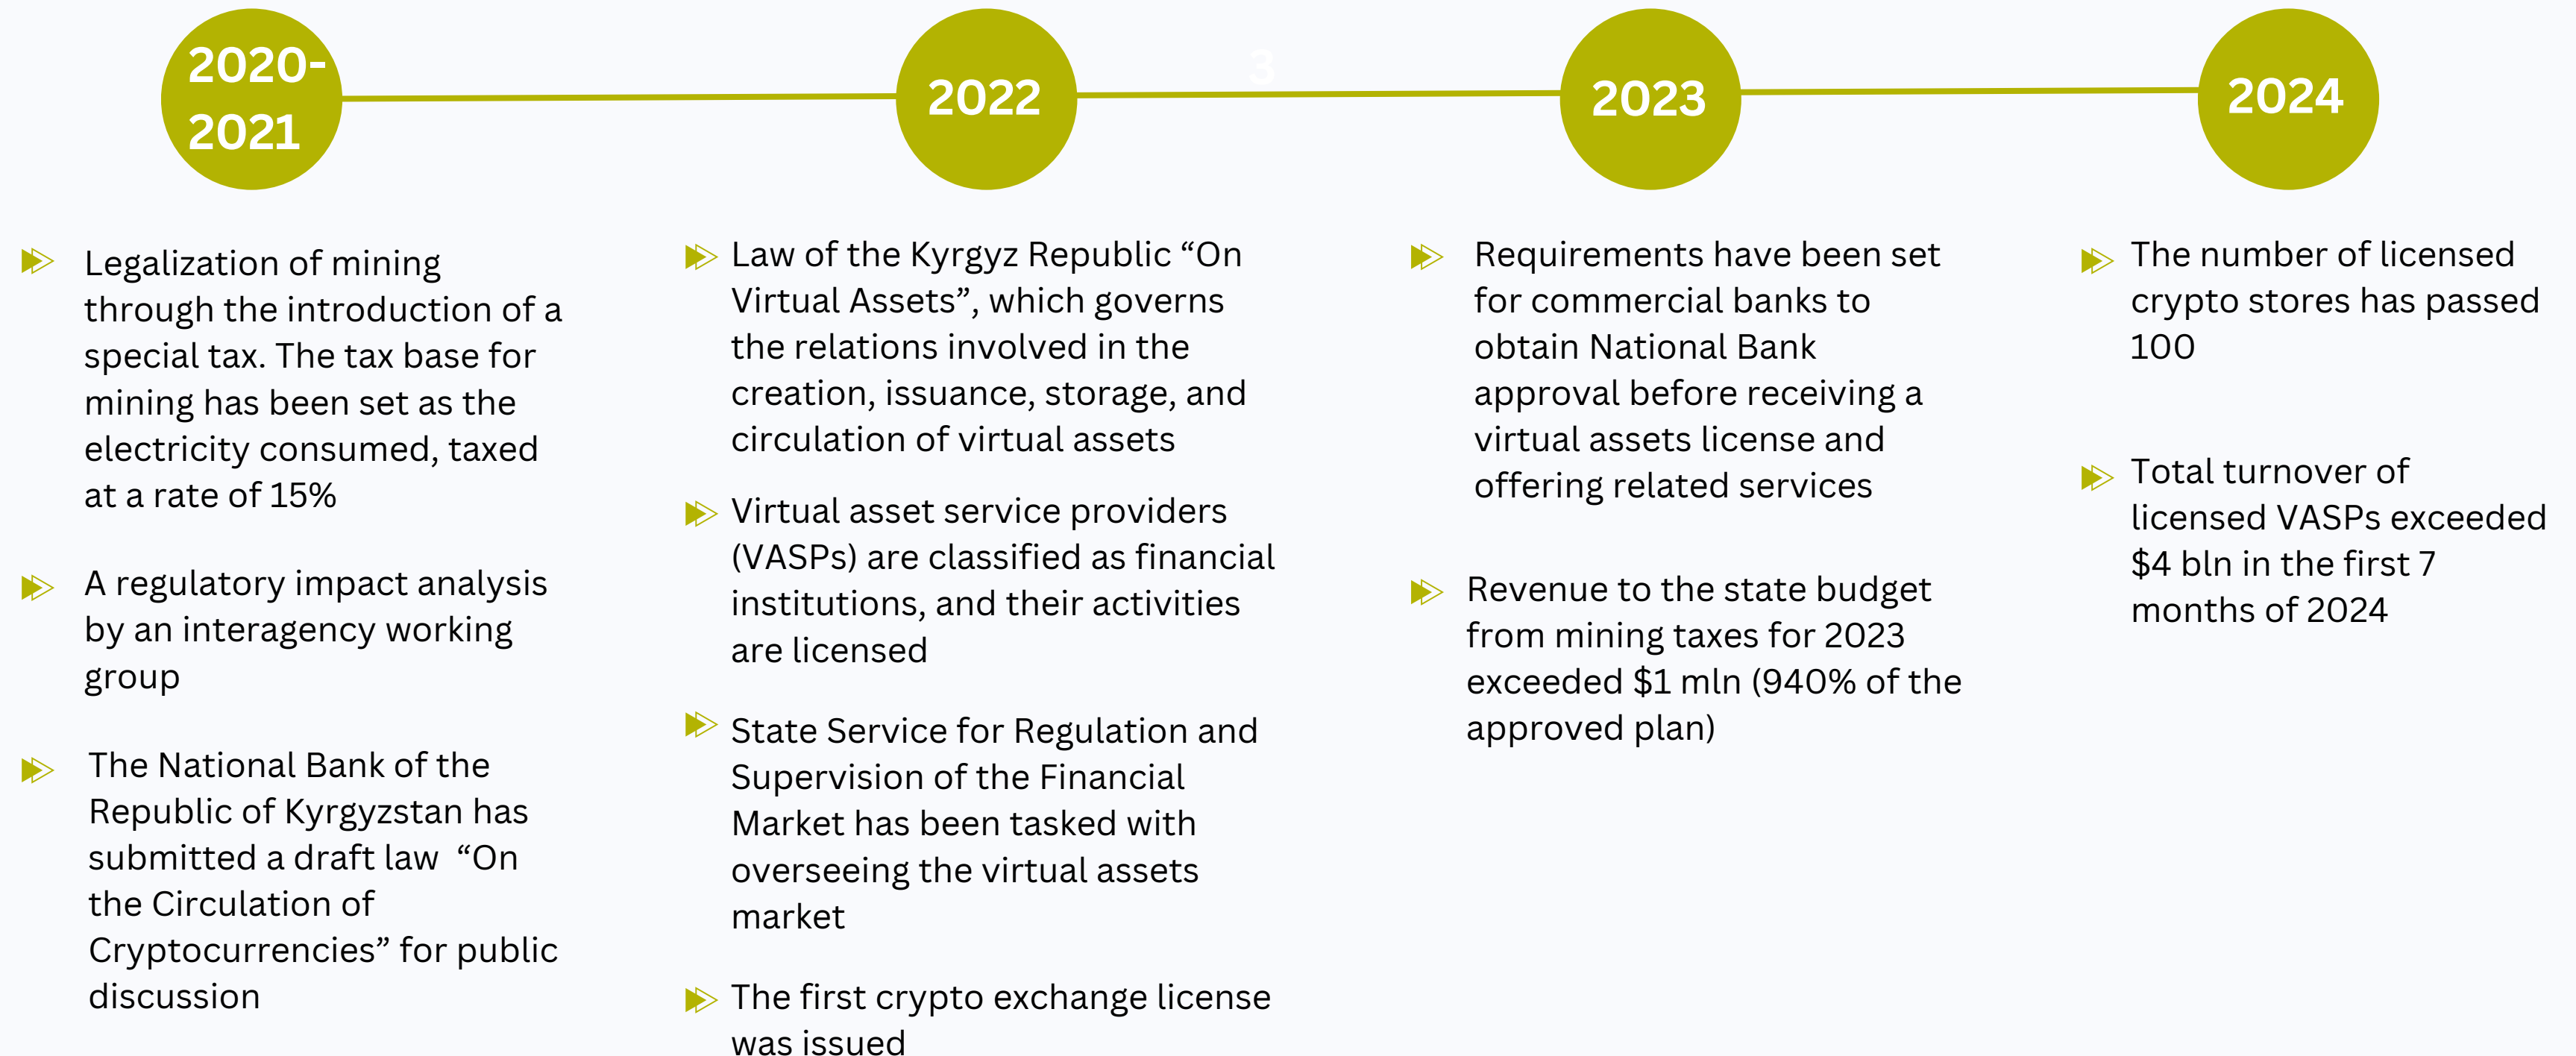 2020-
2021
2022
3
2023
2024
Legalization of mining
through the introduction of a
special tax. The tax base for
mining has been set as the
electricity consumed, taxed
at a rate of 15%
A regulatory impact analysis
by an interagency working
group
The National Bank of the
Republic of Kyrgyzstan has
submitted a draft law “On
the Circulation of
Cryptocurrencies” for public
discussion
Law of the Kyrgyz Republic “On
Virtual Assets”, which governs
the relations involved in the
creation, issuance, storage, and
circulation of virtual assets
Virtual asset service providers
(VASPs) are classified as financial
institutions, and their activities
are licensed
State Service for Regulation and
Supervision of the Financial
Market has been tasked with
overseeing the virtual assets
market
The first crypto exchange license
was issued
Requirements have been set
for commercial banks to
obtain National Bank
approval before receiving a
virtual assets license and
offering related services
Revenue to the state budget
from mining taxes for 2023
exceeded $1 mln (940% of the
approved plan)
The number of licensed
crypto stores has passed
100
Total turnover of
licensed VASPs exceeded
$4 bln in the first 7
months of 2024